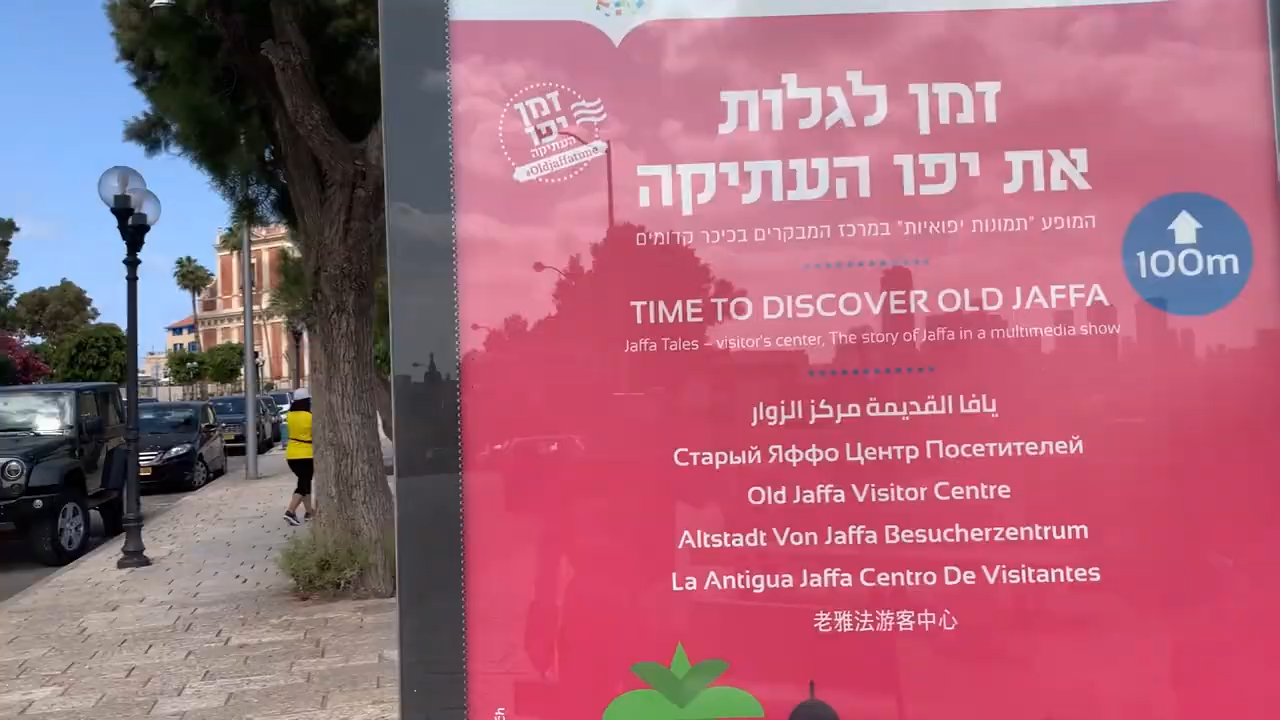 זמן
יפו
העתיקה
#Oldjaffatime
זמן לגלות
את יפו העתיקה
המופע "תמונות יפואיות" במרכז המבקרים בכיכר קדומים
100m
TIME TO DISCOVER OLD JAFFA
Jaffa Tales – visitor's center, The story of Jaffa in a multimedia show
يافا القديمة مركز الزوار
Старый Яффо Центр Посетителей
Old Jaffa Visitor Centre
Altstadt Von Jaffa Besucherzentrum
La Antigua Jaffa Centro De Visitantes
老雅法游客中心